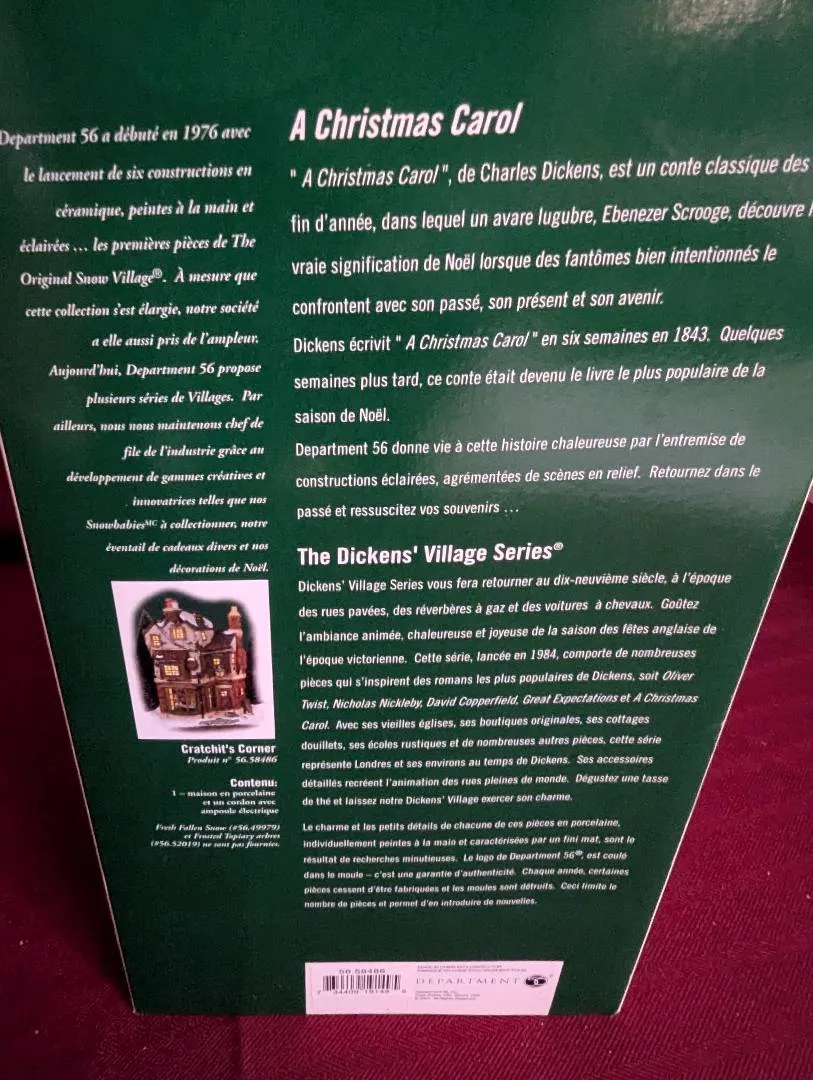 Department 56 a débuté en 1976 avec
le lancement de six constructions en
céramique, peintes à la main et
éclairées ... les premières pièces de The
Original Snow Village®. À mesure que
cette collection s'est élargie, notre société
a elle aussi pris de l'ampleur.
Aujourd'hui, Department 56 propose
plusieurs séries de Villages. Par
ailleurs, nous nous maintenons chef de
file de l'industrie grâce au
développement de gammes créatives et
innovatrices telles que nos
Snowbabies MC à collectionner, notre
éventail de cadeaux divers et nos
décorations de Noël.
Cratchit's Corner
Produit n° 56.58486
Contenu:
1 – maison en porcelaine
et un cordon avec
ampoule électrique
Fresh Fallen Snow (#56.49979)
et Frosted Topiary arbres
(#56.52019) ne sont pas fournies.
A Christmas Carol
" A Christmas Carol", de Charles Dickens, est un conte classique des
fin d'année, dans lequel un avare lugubre, Ebenezer Scrooge, découvre
vraie signification de Noël lorsque des fantômes bien intentionnés le
confrontent avec son passé, son présent et son avenir.
Dickens écrivit " A Christmas Carol" en six semaines en 1843. Quelques
semaines plus tard, ce conte était devenu le livre le plus populaire de la
saison de Noël.
Department 56 donne vie à cette histoire chaleureuse par l'entremise de
constructions éclairées, agrémentées de scènes en relief. Retournez dans le
passé et ressuscitez vos souvenirs ...
The Dickens' Village Series®
Dickens' Village Series vous fera retourner au dix-neuvième siècle, à l'époque
des rues pavées, des réverbères à gaz et des voitures à chevaux. Goûtez
l'ambiance animée, chaleureuse et joyeuse de la saison des fêtes anglaise de
l'époque victorienne. Cette série, lancée en 1984, comporte de nombreuses
pièces qui s'inspirent des romans les plus populaires de Dickens, soit Oliver
Twist, Nicholas Nickleby, David Copperfield, Great Expectations et A Christmas
Carol. Avec ses vieilles églises, ses boutiques originales, ses cottages
douillets, ses écoles rustiques et de nombreuses autres pièces, cette série
représente Londres et ses environs au temps de Dickens. Ses accessoires
détaillés recréent l'animation des rues pleines de monde. Dégustez une tasse
de thé et laissez notre Dickens' Village exercer son charme.
Le charme et les petits détails de chacune de ces pièces en porcelaine,
individuellement peintes à la main et caractérisées par un fini mat, sont le
résultat de recherches minutieuses. Le logo de Department 56®, est coulé
dans le moule – c'est une garantie d'authenticité. Chaque année, certaines
pièces cessent d'être fabriquées et les moules sont détruits. Ceci limite le
nombre de pièces et permet d'en introduire de nouvelles.
56.58486
DEPARTMENT 56